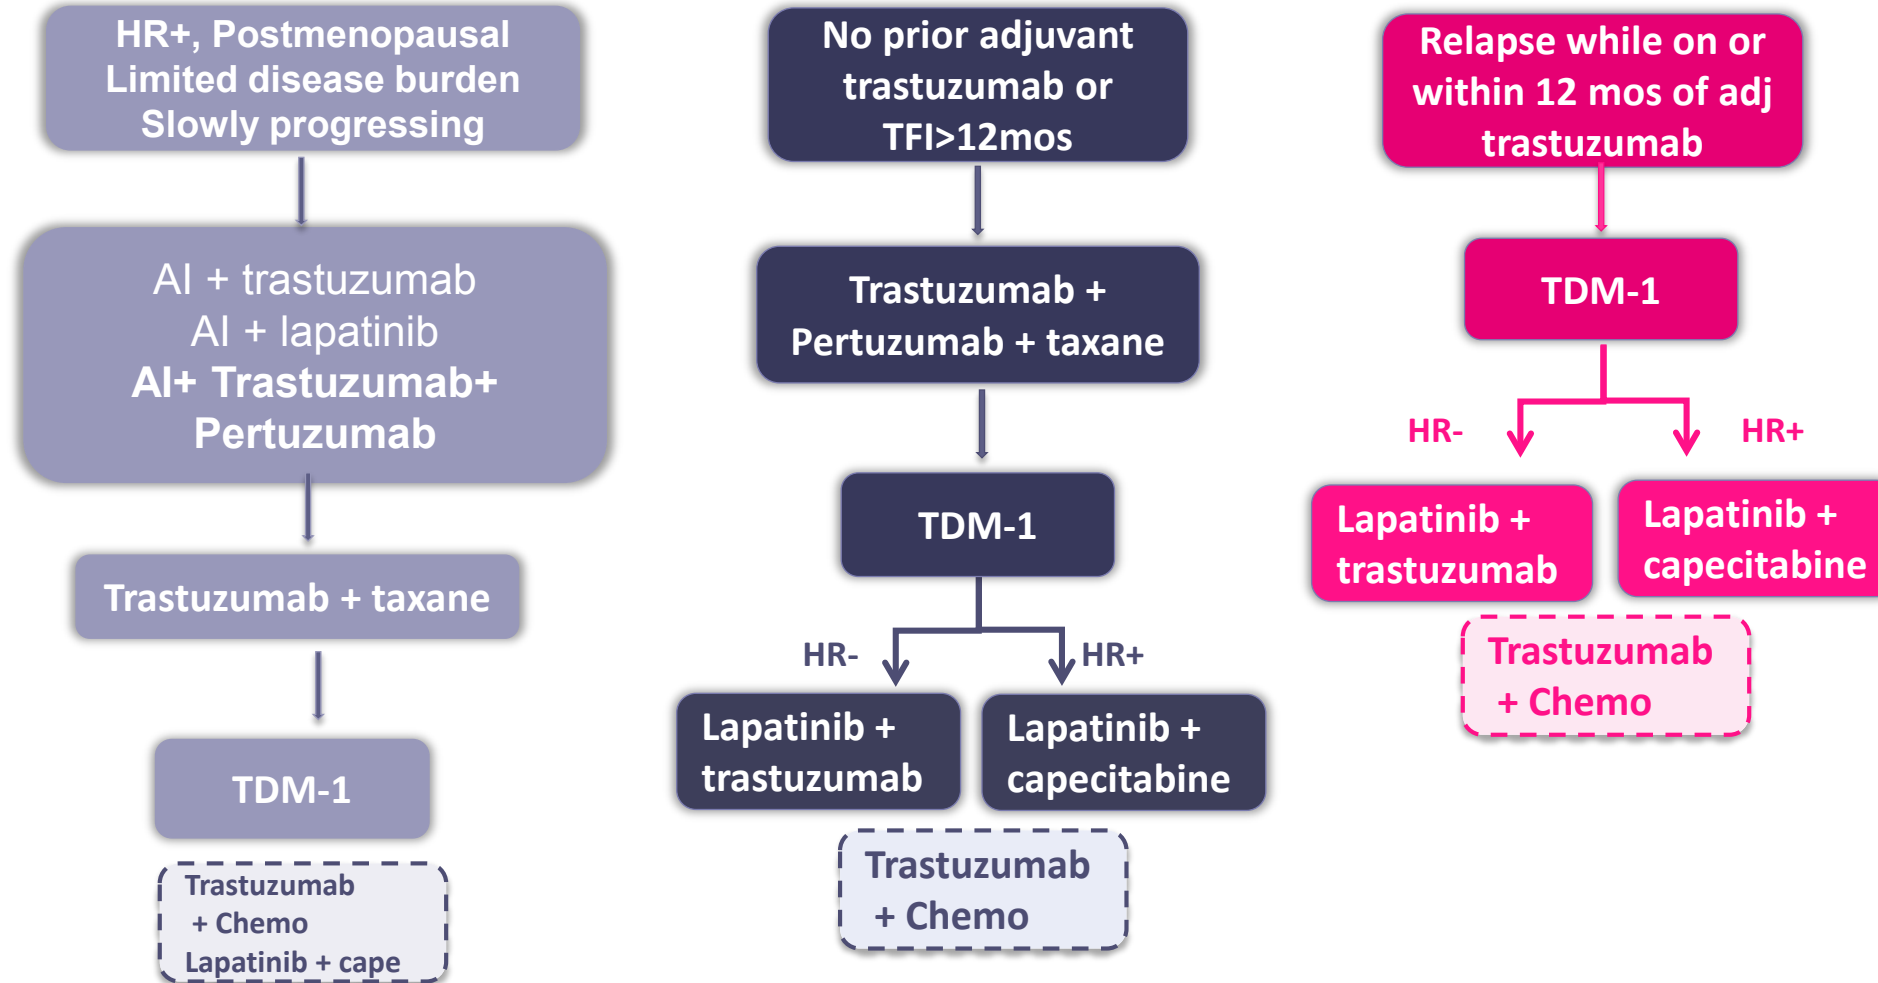 HR+, Postmenopausal
Limited disease burden
Slowly progressing
AI + trastuzumab
AI + lapatinib
AI+ Trastuzumab+
Pertuzumab
Trastuzumab + taxane
TDM-1
Trastuzumab
+ Chemo
Lapatinib + cape
No prior adjuvant
trastuzumab or
TFI>12mos
Trastuzumab +
Pertuzumab + taxane
TDM-1
HR-
HR+
Lapatinib +
trastuzumab
Lapatinib +
capecitabine
Trastuzumab
+ Chemo
Relapse while on or
within 12 mos of adj
trastuzumab
TDM-1
HR-
HR+
Lapatinib +
trastuzumab
Lapatinib +
capecitabine
Trastuzumab
+ Chemo